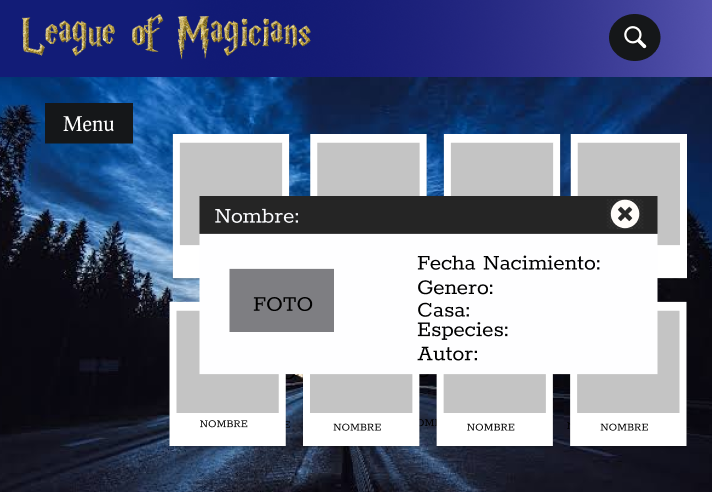 League of Magicians
Menu
Nombre:
FOTO
Fecha Nacimiento:
Genero:
Casa:
Especies:
Autor:
NOMBRE
NOMBRE
NOMBRE
NOMBRE